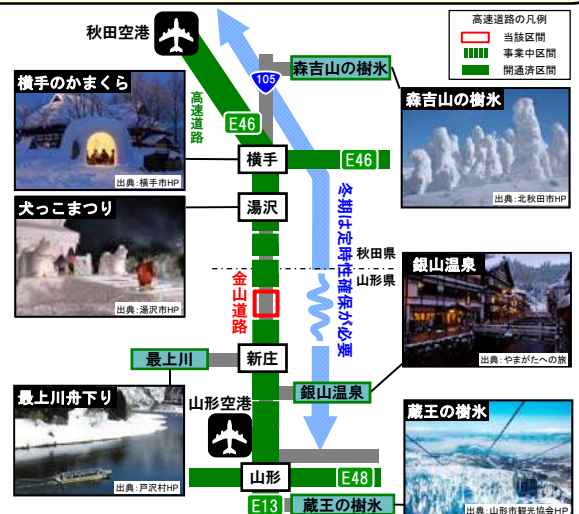 高速道路の凡例
当該区間
事業中区間
開通済区間
秋田空港
105
森吉山の樹氷
横手のかまくら
出典:横手市HP
高速道路
E46
横手
E46
森吉山の樹氷
出典:北秋田市HP
湯沢
犬っこまつり
出典:湯沢市HP
冬期は定時性確保が必要
秋田県
山形県
金山道路
銀山温泉
出典:やまがたへの旅
最上川
新庄
銀山温泉
最上川舟下り
出典:戸沢村HP
山形空港
山形
E48
E13
蔵王の樹氷
蔵王の樹氷
出典:山形市観光協会HP